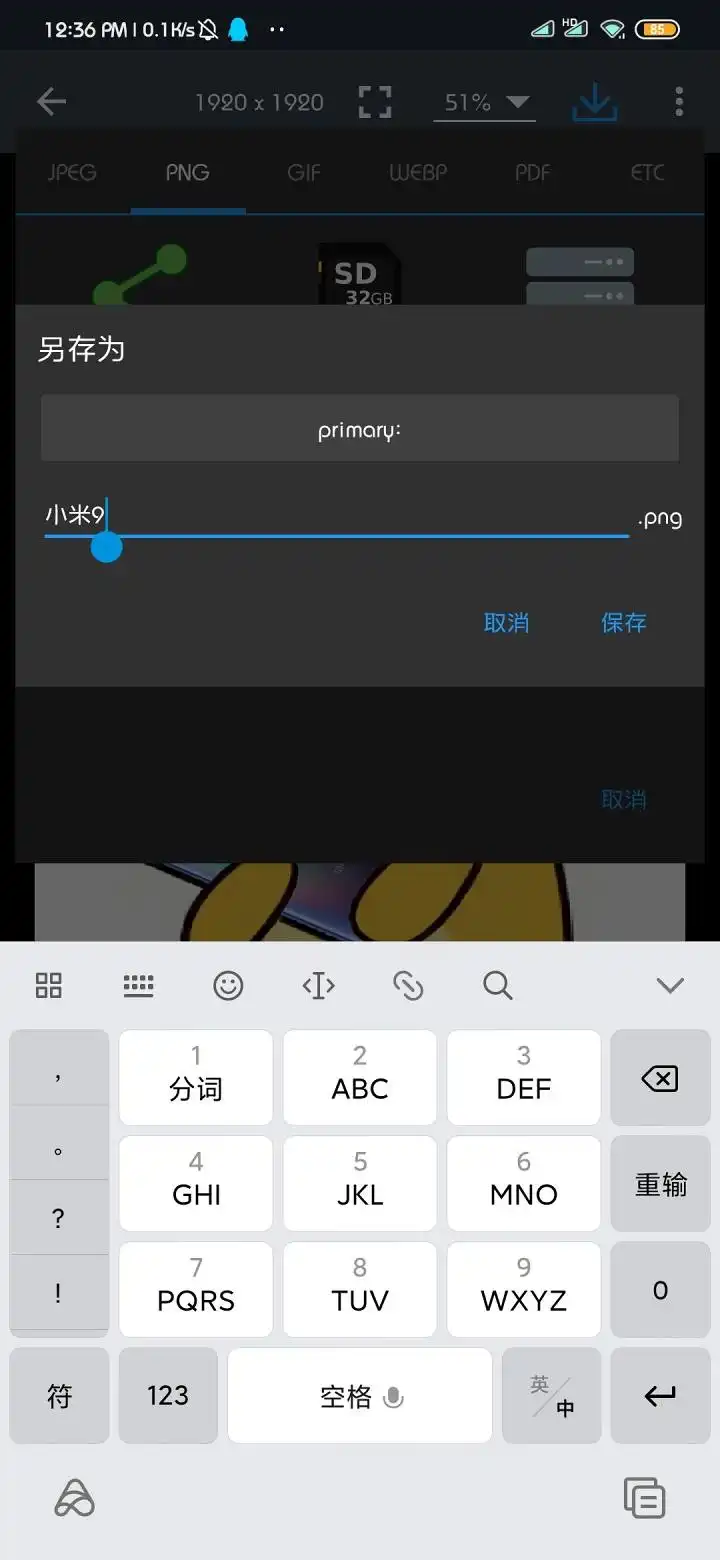 12:36 PM | 0.1K/s HD 85
1920 x 1920 51%
JPEG PNG GIF WEBP PDF ETC
SD
32GB
另存为
primary:
小米9 .png
取消 保存
取消
， 1 2 3
分词 ABC DEF
。 4 5 6
GHI JKL MNO 重输
? 7 8 9
PQRS TUV WXYZ 0
!
符 123 空格 英/中